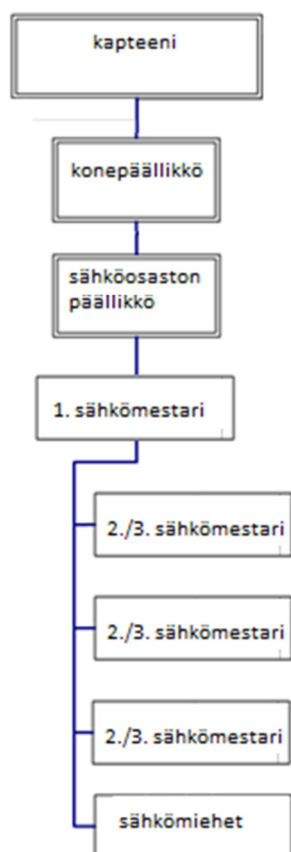 kapteeni
konepäällikkö
sähköosaston
päällikkö
1. sähkömestari
2./3. sähkömestari
2./3. sähkömestari
2./3. sähkömestari
sähkömiehet